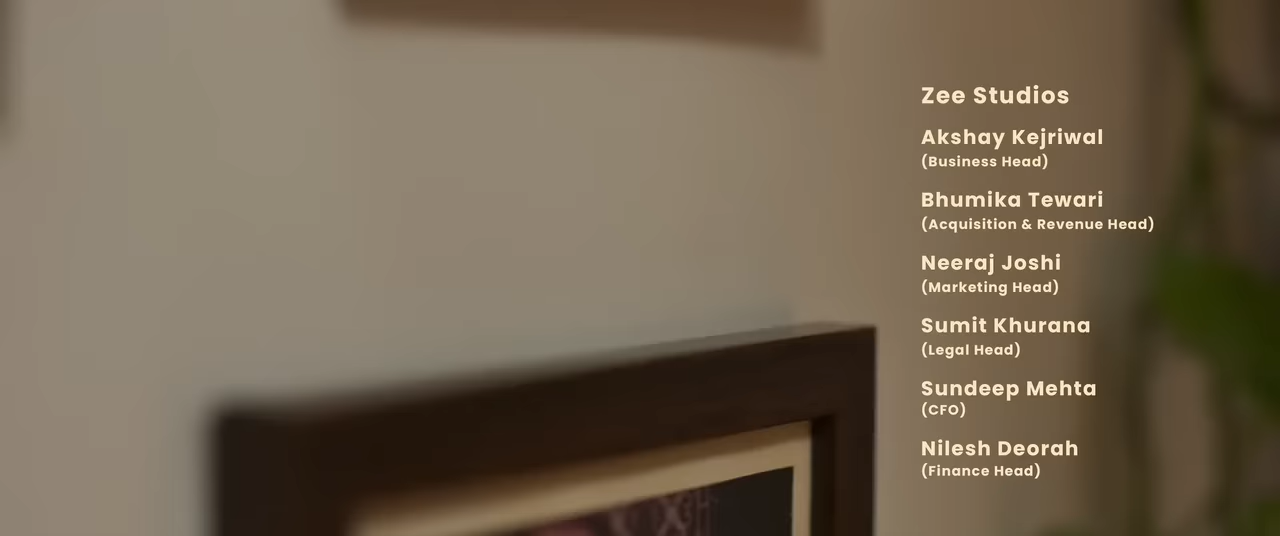 Zee Studios
Akshay Kejriwal
(Business Head)
Bhumika Tewari
(Acquisition & Revenue Head)
Neeraj Joshi
(Marketing Head)
Sumit Khurana
(Legal Head)
Sundeep Mehta
(CFO)
Nilesh Deorah
(Finance Head)